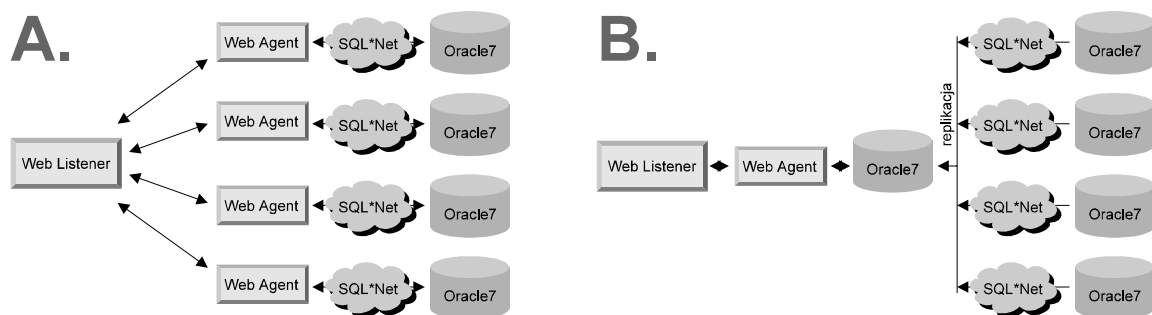 A.
Web Agent SQL*Net Oracle7
Web Agent SQL*Net Oracle7
Web Listener
Web Agent SQL*Net Oracle7
Web Agent SQL*Net Oracle7
B.
SQL*Net Oracle7
replikacja
SQL*Net Oracle7
Web Listener Web Agent Oracle7
SQL*Net Oracle7
SQL*Net Oracle7